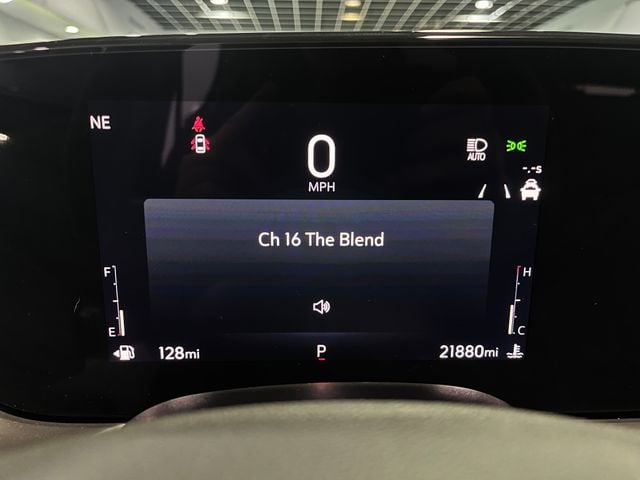 NE
0
MPH
AUTO
-.-s
Ch 16 The Blend
F
E
H
C
128mi
P
21880mi